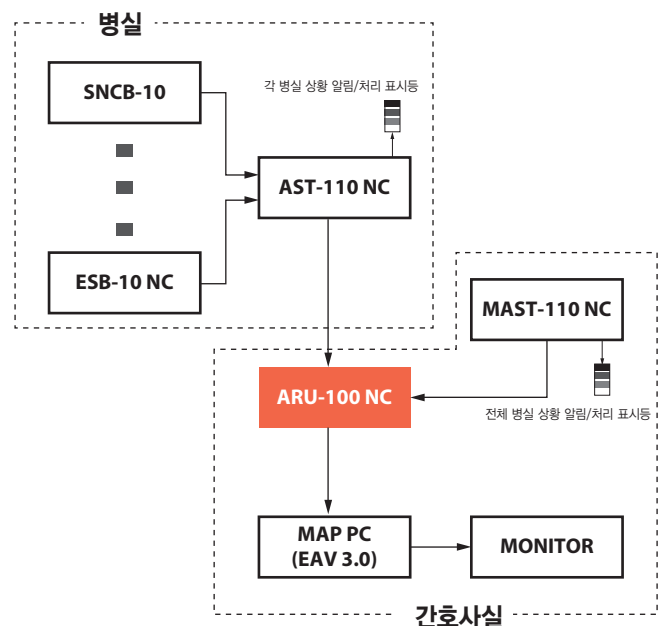 병실
SNCB-10
각 병실 상황 알림/처리 표시등
AST-110 NC
ESB-10 NC
MAST-110 NC
ARU-100 NC
전체 병실 상황 알림/처리 표시등
MAP PC
(EAV 3.0)
MONITOR
간호사실